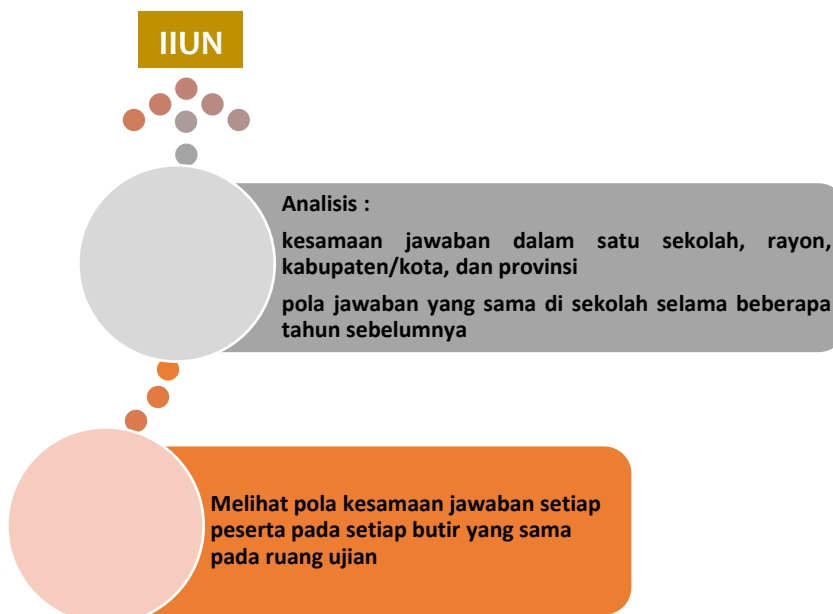 IIUN
Analisis :
kesamaan jawaban dalam satu sekolah, rayon,
kabupaten/kota, dan provinsi
pola jawaban yang sama di sekolah selama beberapa
tahun sebelumnya
Melihat pola kesamaan jawaban setiap
peserta pada setiap butir yang sama
pada ruang ujian